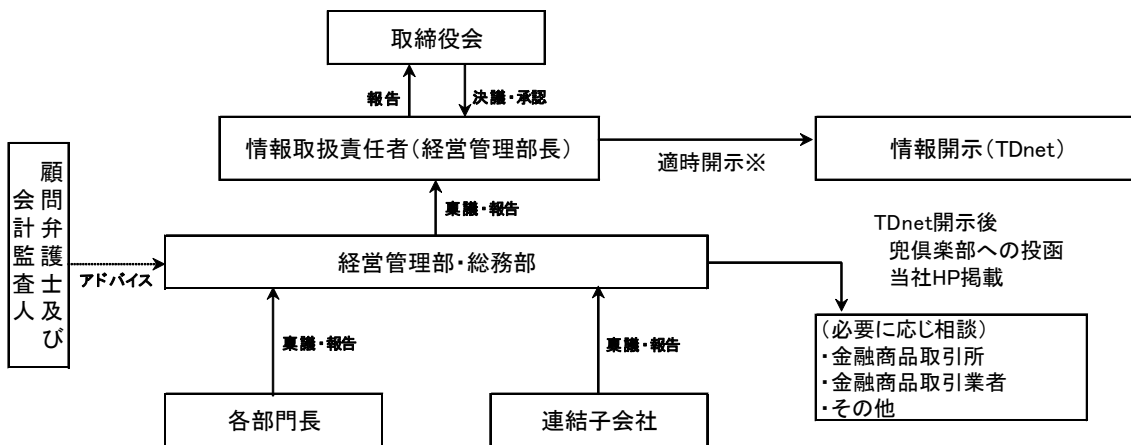 取締役会
報告
決議・承認
情報取扱責任者(経営管理部長)
適時開示※
情報開示(TDnet)
稟議・報告
TDnet開示後
兜倶楽部への投函
当社HP掲載
顧問弁護士及び
会計監査人
アドバイス
経営管理部・総務部
(必要に応じ相談)
・金融商品取引所
・金融商品取引業者
・その他
稟議・報告
稟議・報告
各部門長
連結子会社